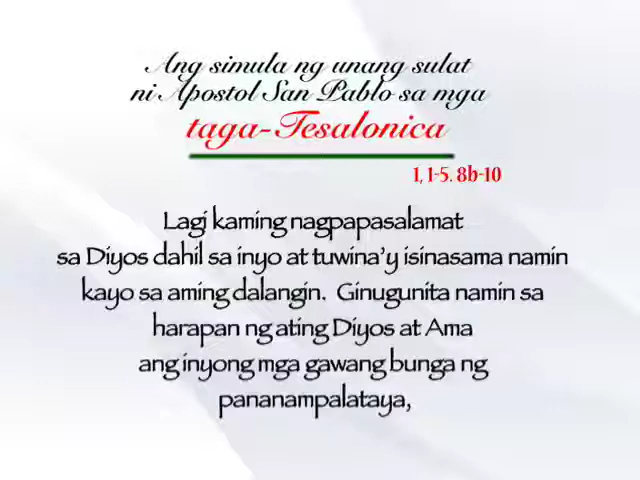 Ang simula ng unang sulat
ni Apostol San Pablo sa mga
taga-Tesalonica
1, 1-5. 8b-10
Lagi kaming nagpapasalamat
sa Diyos dahil sa inyo at tuwina'y isinasama namin
kayo sa aming dalangin. Ginugunita namin sa
harapan ng ating Diyos at Ama
ang inyong mga gawang bunga ng
pananampalataya,